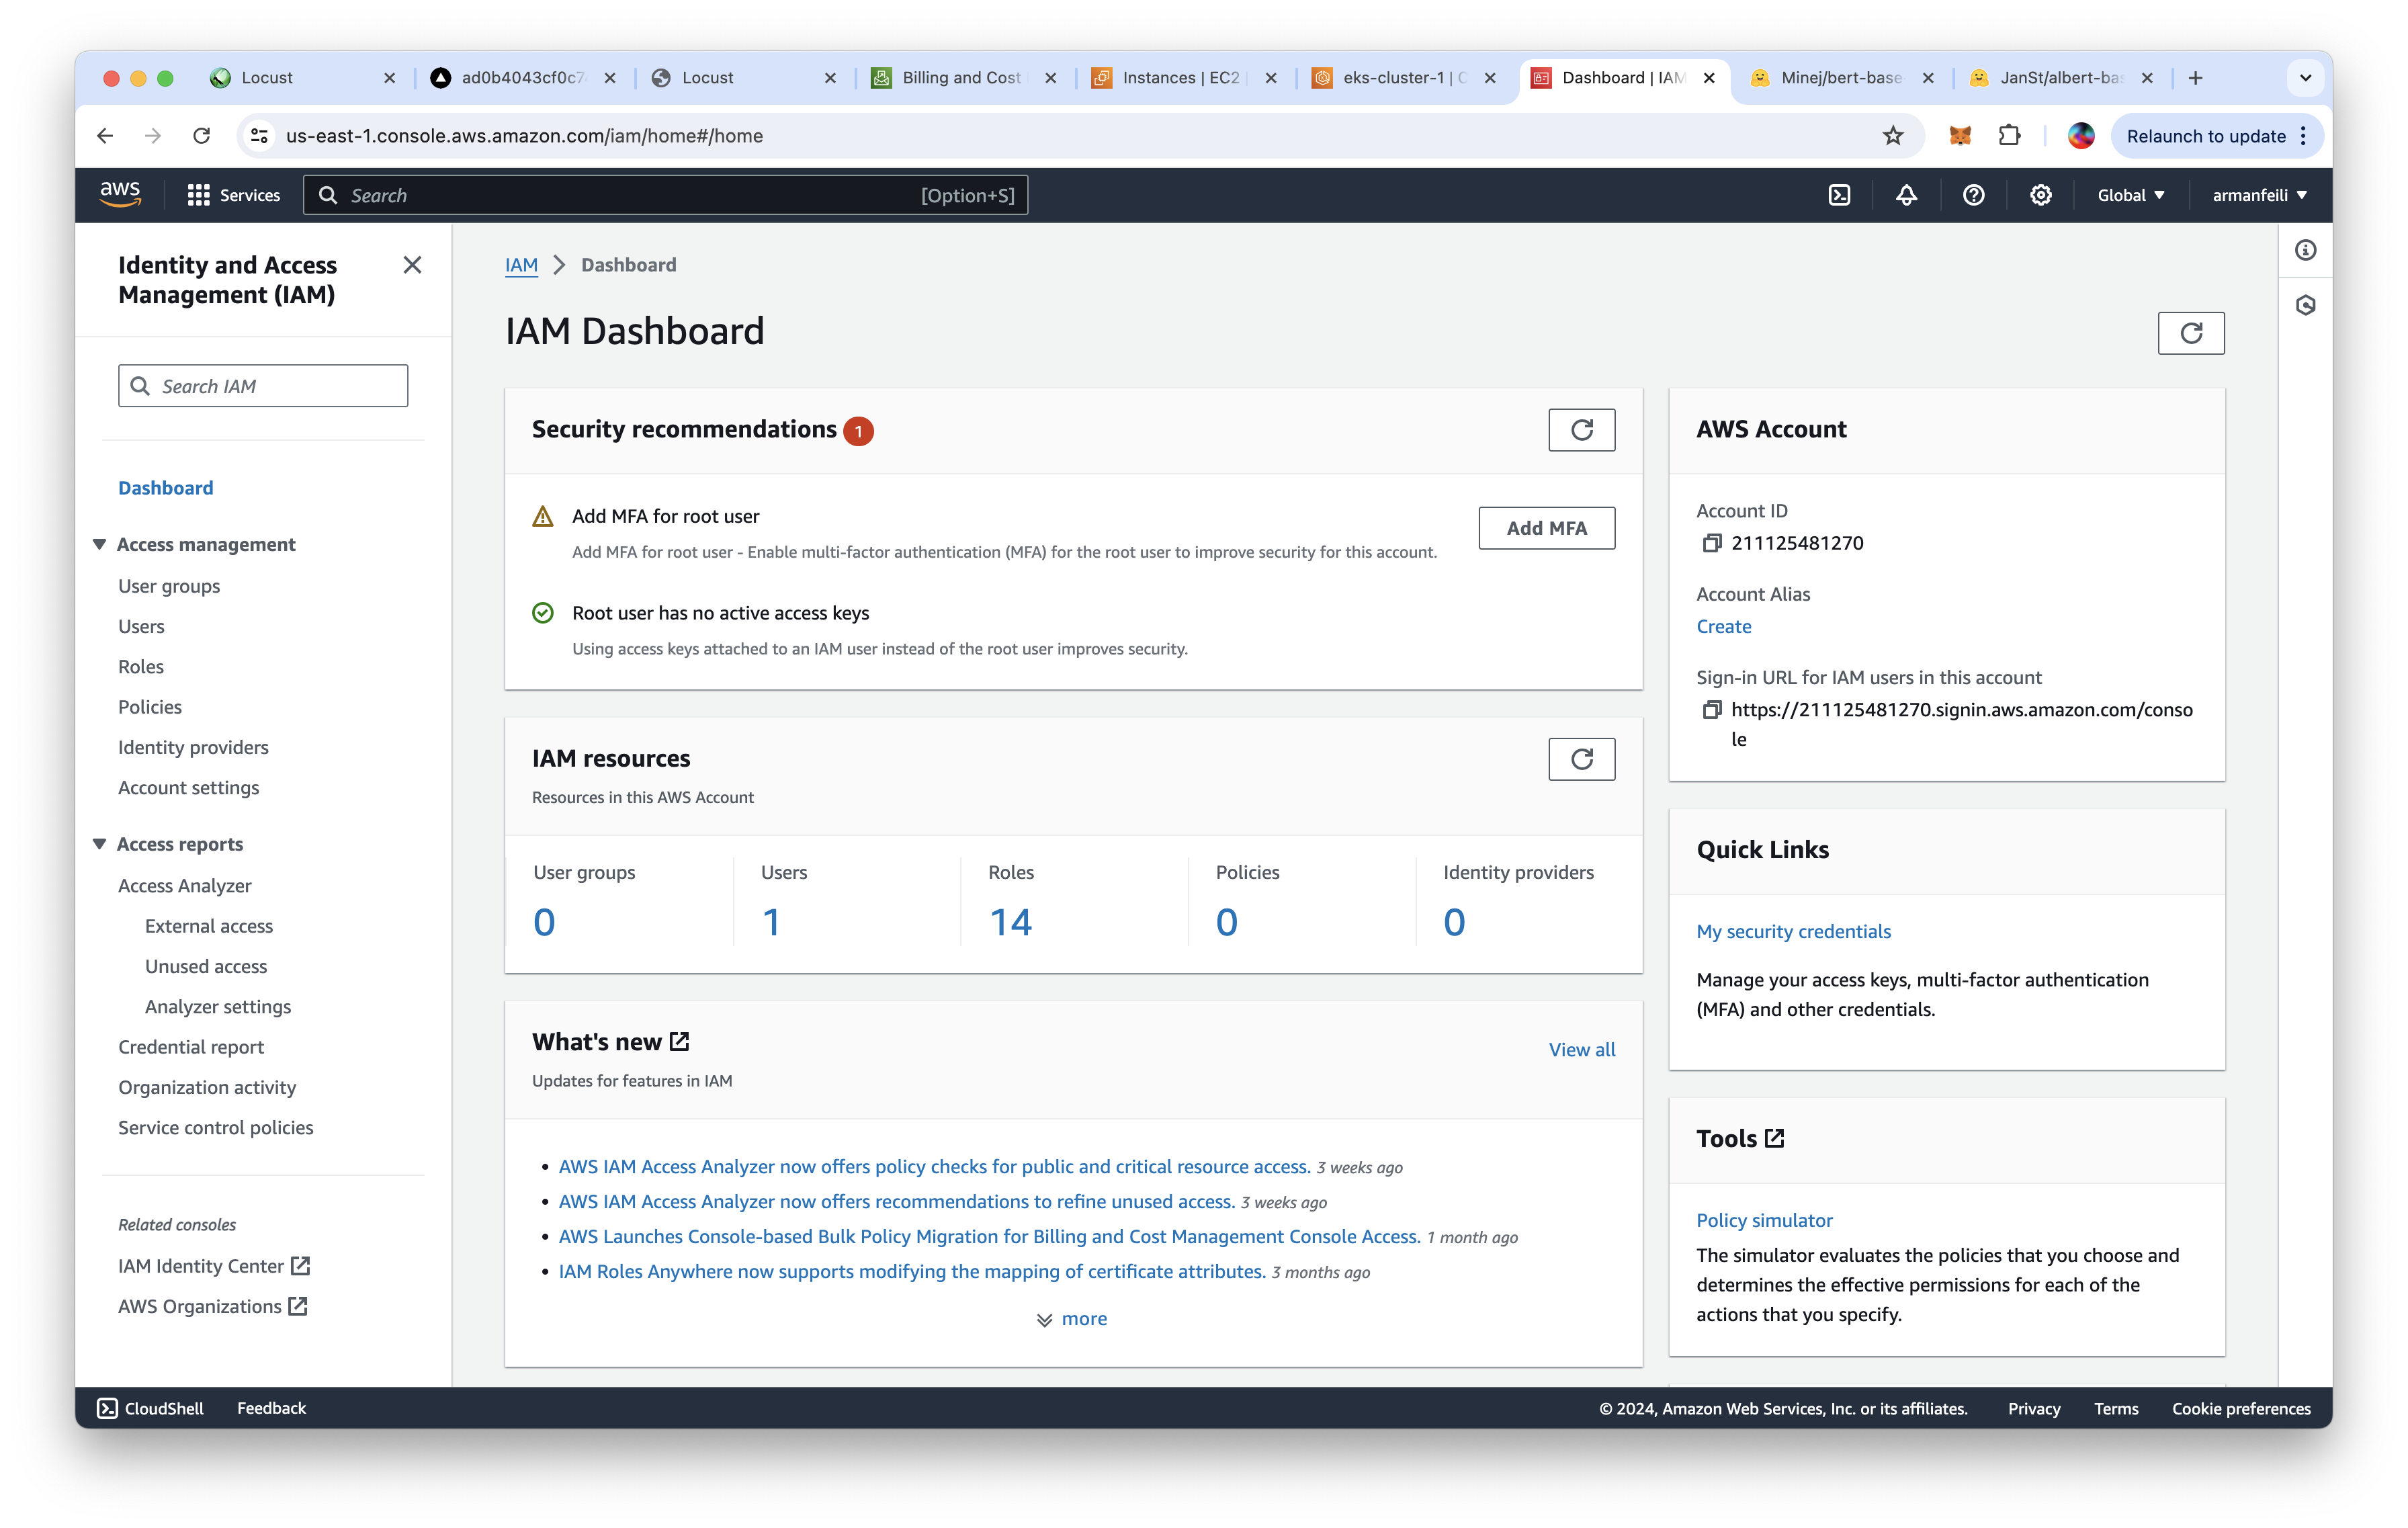 Locust
ad0b4043cf0c7
Locust
Billing and Cost
Instances | EC2
eks-cluster-1 | C
Dashboard | IAM
Minej/bert-base
JanSt/albert-bas
us-east-1.console.aws.amazon.com/iam/home#/home
Relaunch to update
aws
Services
Search
[Option+S]
Global
armanfeili
Identity and Access
Management (IAM)
Search IAM
Dashboard
Access management
User groups
Users
Roles
Policies
Identity providers
Account settings
Access reports
Access Analyzer
External access
Unused access
Analyzer settings
Credential report
Organization activity
Service control policies
Related consoles
IAM Identity Center
AWS Organizations
IAM > Dashboard
IAM Dashboard
Security recommendations 1
Add MFA for root user
Add MFA for root user - Enable multi-factor authentication (MFA) for the root user to improve security for this account.
Add MFA
Root user has no active access keys
Using access keys attached to an IAM user instead of the root user improves security.
IAM resources
Resources in this AWS Account
User groups
0
Users
1
Roles
14
Policies
0
Identity providers
0
What's new
Updates for features in IAM
View all
• AWS IAM Access Analyzer now offers policy checks for public and critical resource access. 3 weeks ago
• AWS IAM Access Analyzer now offers recommendations to refine unused access. 3 weeks ago
• AWS Launches Console-based Bulk Policy Migration for Billing and Cost Management Console Access. 1 month ago
• IAM Roles Anywhere now supports modifying the mapping of certificate attributes. 3 months ago
more
AWS Account
Account ID
211125481270
Account Alias
Create
Sign-in URL for IAM users in this account
https://211125481270.signin.aws.amazon.com/conso
le
Quick Links
My security credentials
Manage your access keys, multi-factor authentication
(MFA) and other credentials.
Tools
Policy simulator
The simulator evaluates the policies that you choose and
determines the effective permissions for each of the
actions that you specify.
CloudShell
Feedback
© 2024, Amazon Web Services, Inc. or its affiliates.
Privacy
Terms
Cookie preferences